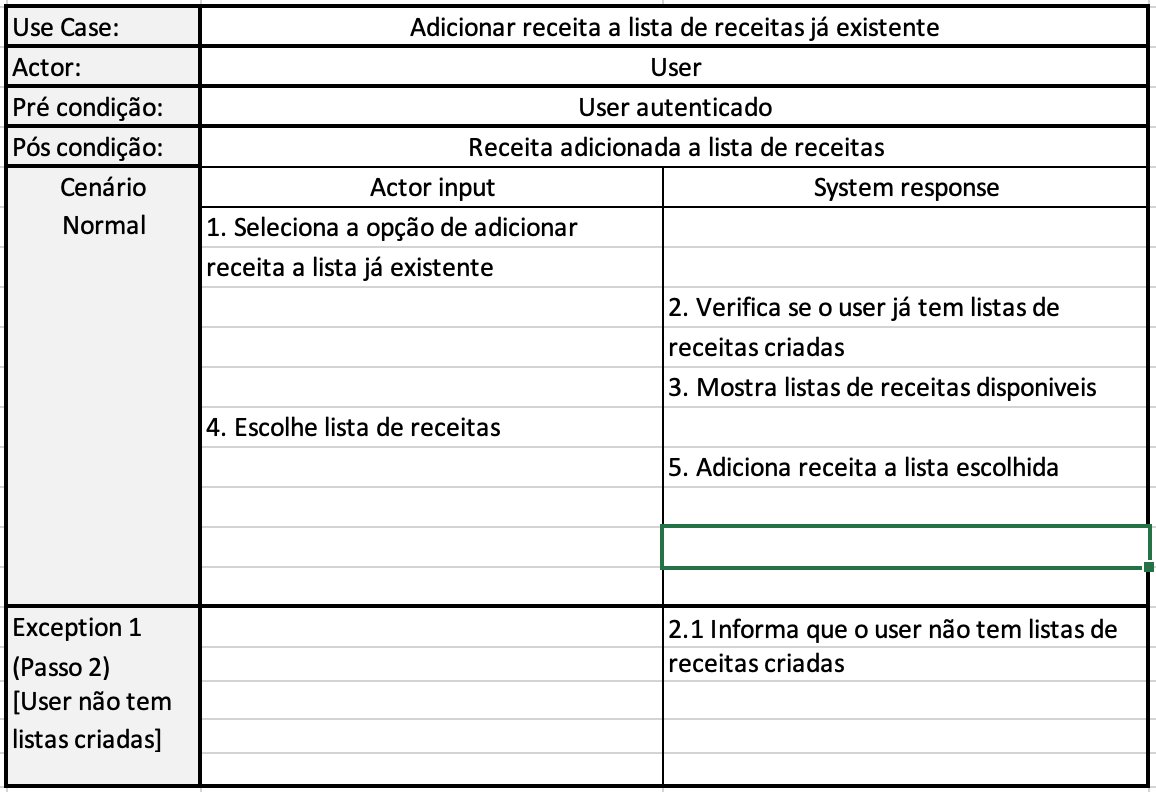 Use Case: Adicionar receita a lista de receitas já existente
Actor: User
Pré condição: User autenticado
Pós condição: Receita adicionada a lista de receitas
Cenário Normal
Actor input System response
1. Seleciona a opção de adicionar
receita a lista já existente
2. Verifica se o user já tem listas de
receitas criadas
3. Mostra listas de receitas disponiveis
4. Escolhe lista de receitas
5. Adiciona receita a lista escolhida
Exception 1
(Passo 2)
[User não tem
listas criadas]
2.1 Informa que o user não tem listas de
receitas criadas